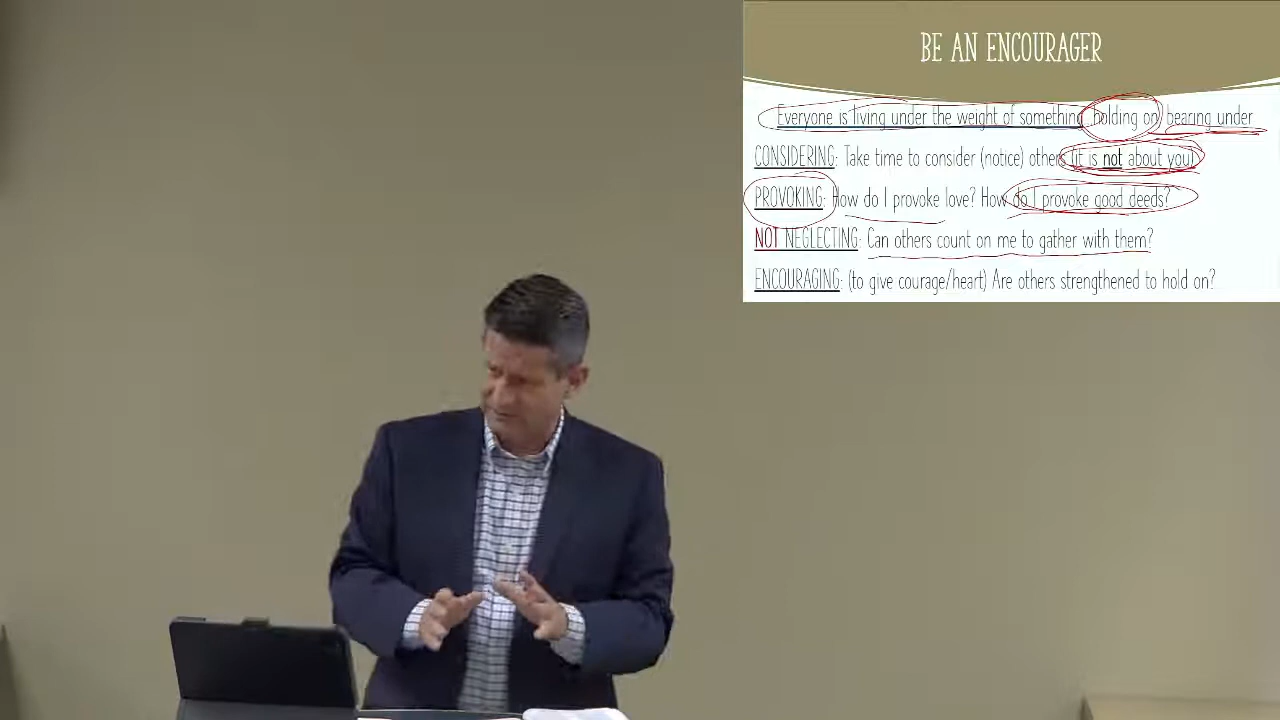 BE AN ENCOURAGER
Everyone is living under the weight of something holding on bearing under
CONSIDERING: Take time to consider (notice) others (it is not about you)
PROVOKING: How do I provoke love? How do I provoke good deeds?
NOT NEGLECTING: Can others count on me to gather with them?
ENCOURAGING: (to give courage/heart) Are others strengthened to hold on?